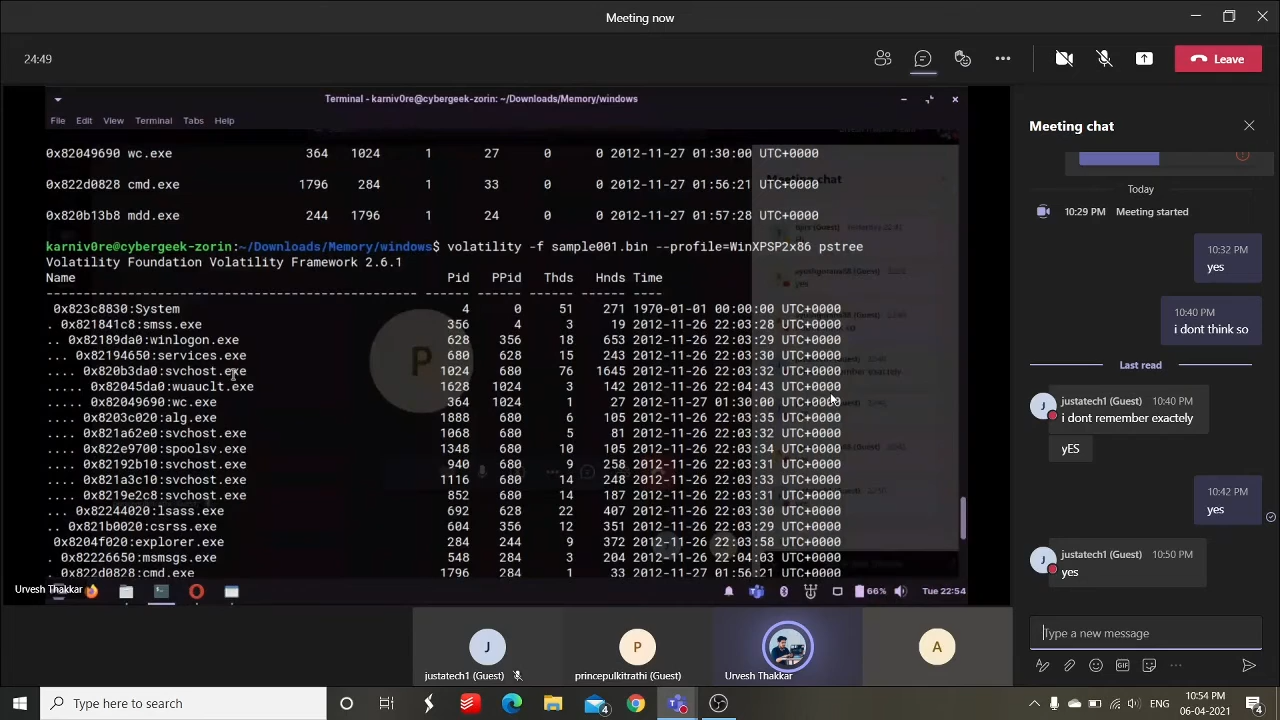 Meeting now
24:49
Leave
Terminal - karniv0re@cybergeek-zorin: ~/Downloads/Memory/windows
File Edit View Terminal Tabs Help
0x82049690 wc.exe 364 1024 1 27 0 0 2012-11-27 01:30:00 UTC+0000
0x822d0828 cmd.exe 1796 284 1 33 0 0 2012-11-27 01:56:21 UTC+0000
0x820b13b8 mdd.exe 244 1796 1 24 0 0 2012-11-27 01:57:28 UTC+0000
karniv0re@cybergeek-zorin:~/Downloads/Memory/windows$ volatility -f sample001.bin --profile=WinXPSP2x86 pstree
Volatility Foundation Volatility Framework 2.6.1
Name Pid PPid Thds Hnds Time
0x823c8830:System 4 0 51 271 1970-01-01 00:00:00 UTC+0000
. 0x821841c8:smss.exe 356 4 3 19 2012-11-26 22:03:28 UTC+0000
.. 0x82189da0:winlogon.exe 628 356 18 653 2012-11-26 22:03:29 UTC+0000
... 0x82194650:services.exe 680 628 15 243 2012-11-26 22:03:30 UTC+0000
.... 0x820b3da0:svchost.exe 1024 680 76 1645 2012-11-26 22:03:32 UTC+0000
..... 0x82045da0:wuauclt.exe 1628 1024 3 142 2012-11-26 22:04:43 UTC+0000
..... 0x82049690:wc.exe 364 1024 1 27 2012-11-27 01:30:00 UTC+0000
.... 0x8203c020:alg.exe 1888 680 6 105 2012-11-26 22:03:35 UTC+0000
.... 0x821a62e0:svchost.exe 1068 680 5 81 2012-11-26 22:03:32 UTC+0000
.... 0x822e9700:spoolsv.exe 1348 680 10 105 2012-11-26 22:03:34 UTC+0000
.... 0x82192b10:svchost.exe 940 680 9 258 2012-11-26 22:03:31 UTC+0000
.... 0x821a3c10:svchost.exe 1116 680 14 248 2012-11-26 22:03:33 UTC+0000
.... 0x8219e2c8:svchost.exe 852 680 14 187 2012-11-26 22:03:31 UTC+0000
... 0x82244020:lsass.exe 692 628 22 407 2012-11-26 22:03:30 UTC+0000
.. 0x821b0020:csrss.exe 604 356 12 351 2012-11-26 22:03:29 UTC+0000
0x8204f020:explorer.exe 284 244 9 372 2012-11-26 22:03:58 UTC+0000
. 0x82226650:msmsgs.exe 548 284 3 204 2012-11-26 22:04:03 UTC+0000
. 0x822d0828:cmd.exe 1796 284 1 33 2012-11-27 01:56:21 UTC+0000
66% Tue 22:54
Urvesh Thakkar
J
justatech1 (Guest)
P
princepulkitrathi (Guest)
Urvesh Thakkar
A
Meeting chat
Today
10:29 PM Meeting started
10:32 PM
yes
10:40 PM
i dont think so
Last read
J
justatech1 (Guest) 10:40 PM
i dont remember exactely
yES
10:42 PM
yes
J
justatech1 (Guest) 10:50 PM
yes
Type a new message
GIF
Type here to search
4
ENG
10:54 PM
06-04-2021
4